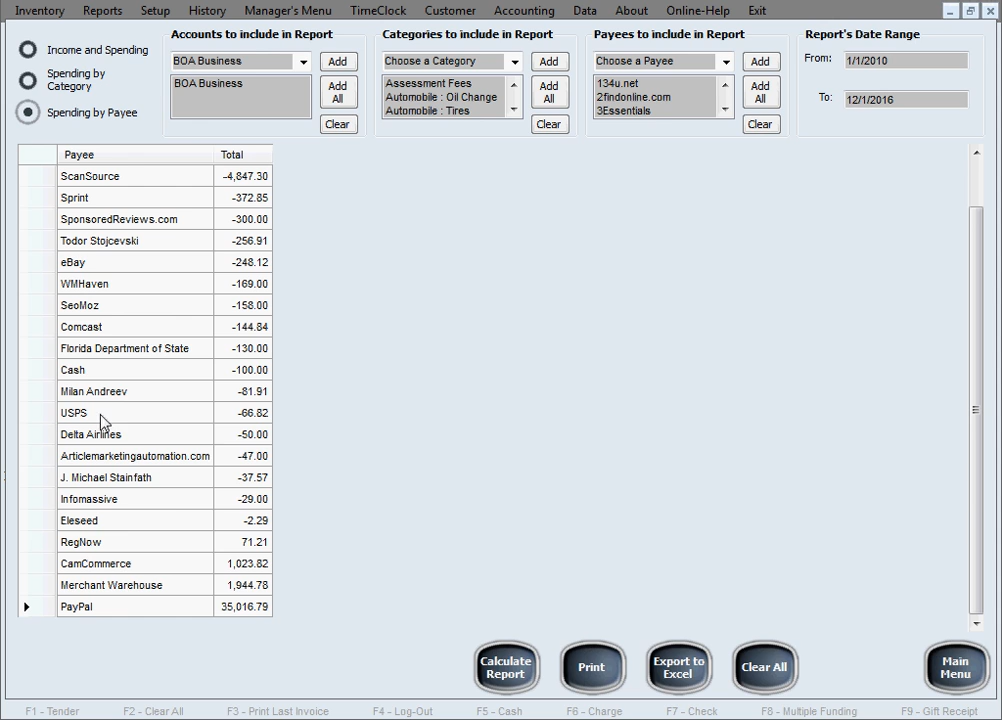 Inventory Reports Setup History Manager's Menu TimeClock Customer Accounting Data About Online-Help Exit
Income and Spending
Spending by
Category
Spending by Payee
Accounts to include in Report
BOA Business Add
BOA Business
Add
All
Clear
Categories to include in Report
Choose a Category Add
Assessment Fees
Automobile : Oil Change
Automobile : Tires
Add
All
Clear
Payees to include in Report
Choose a Payee Add
134u.net
2findonline.com
3Essentials
Add
All
Clear
Report's Date Range
From: 1/1/2010
To: 12/1/2016
Payee Total
ScanSource -4,847.30
Sprint -372.85
SponsoredReviews.com -300.00
Todor Stojcevski -256.91
eBay -248.12
WMHaven -169.00
SeoMoz -158.00
Comcast -144.84
Florida Department of State -130.00
Cash -100.00
Milan Andreev -81.91
USPS -66.82
Delta Airlines -50.00
Articlemarketingautomation.com -47.00
J. Michael Stainfath -37.57
Infomassive -29.00
Eleseed -2.29
RegNow 71.21
CamCommerce 1,023.82
Merchant Warehouse 1,944.78
PayPal 35,016.79
Calculate
Report
Print
Export to
Excel
Clear All
Main
Menu
F1 - Tender F2 - Clear All F3 - Print Last Invoice F4 - Log-Out F5 - Cash F6 - Charge F7 - Check F8 - Multiple Funding F9 - Gift Receipt